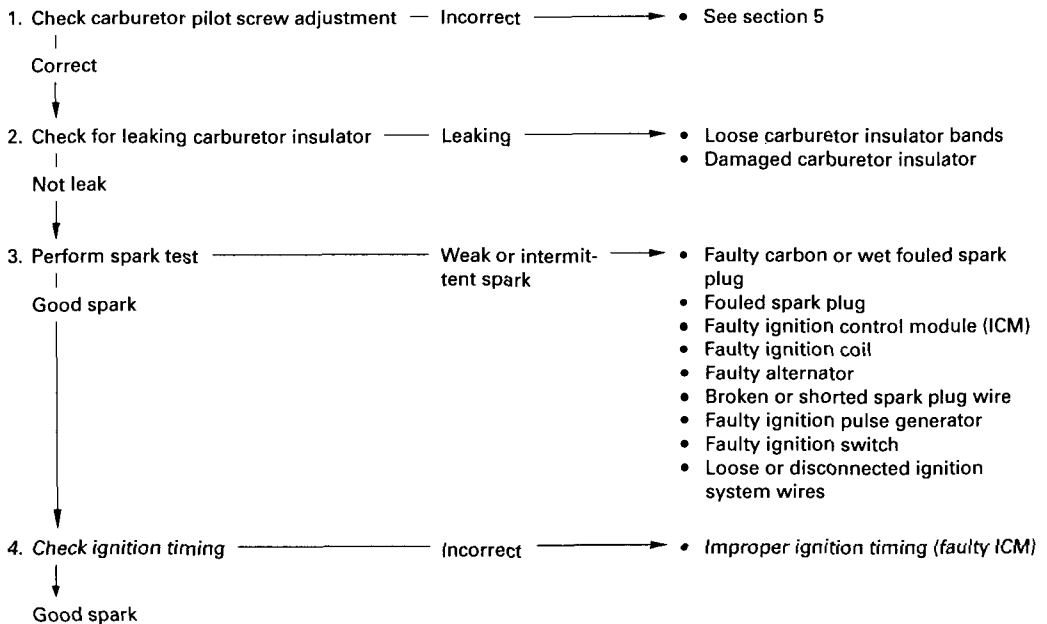 1. Check carburetor pilot screw adjustment
Incorrect
• See section 5
Correct
2. Check for leaking carburetor insulator
Leaking
• Loose carburetor insulator bands
• Damaged carburetor insulator
Not leak
3. Perform spark test
Weak or intermit-
tent spark
• Faulty carbon or wet fouled spark
plug
• Fouled spark plug
• Faulty ignition control module (ICM)
• Faulty ignition coil
• Faulty alternator
• Broken or shorted spark plug wire
• Faulty ignition pulse generator
• Faulty ignition switch
• Loose or disconnected ignition
system wires
Good spark
4. Check ignition timing
Incorrect
• Improper ignition timing (faulty ICM)
Good spark